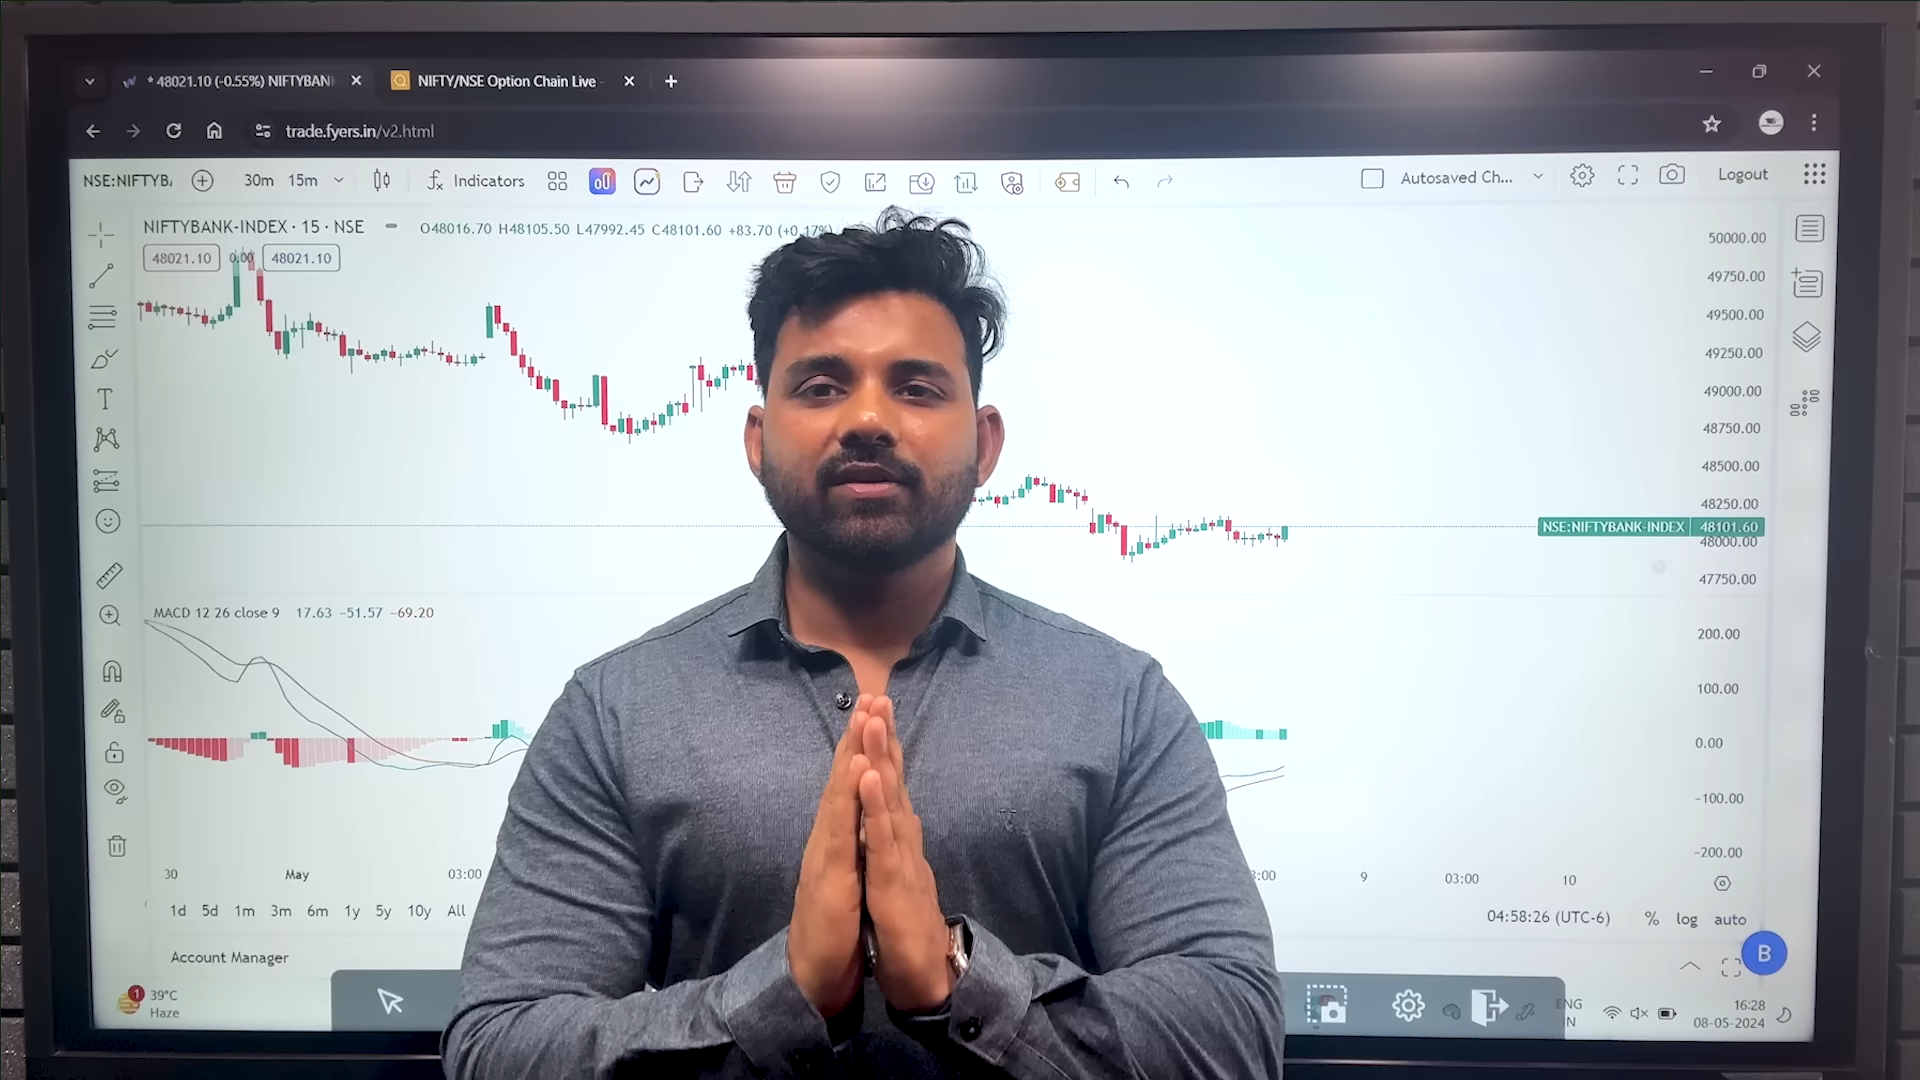 * 48021.10 (-0.55%) NIFTYBAN
NIFTY/NSE Option Chain Live -
trade.fyers.in/v2.html
NSE:NIFTYB
30m 15m Indicators
Autosaved Ch...
Logout
NIFTYBANK-INDEX · 15 · NSE
O48016.70 H48105.50 L47992.45 C48101.60 +83.70 (+0.17%)
48021.10 0.00 48021.10
50000.00
49750.00
49500.00
49250.00
49000.00
48750.00
48500.00
48250.00
NSE:NIFTYBANK-INDEX 48101.60
48000.00
47750.00
MACD 12 26 close 9 17.63 −51.57 −69.20
200.00
100.00
0.00
−100.00
−200.00
30 May 03:00 :00 9 03:00 10
1d 5d 1m 3m 6m 1y 5y 10y All
04:58:26 (UTC-6) % log auto
Account Manager
B
1
39°C
Haze
ENG
IN
16:28
08-05-2024